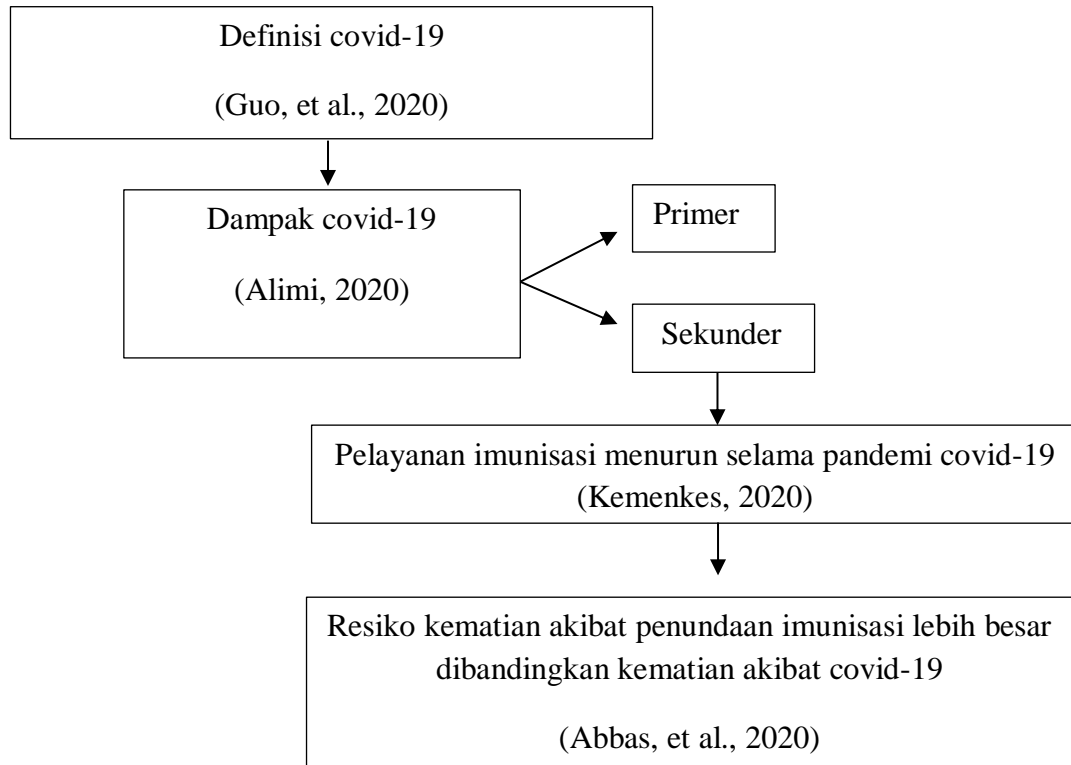 Definisi covid-19
(Guo, et al., 2020)
Dampak covid-19
(Alimi, 2020)
Primer
Sekunder
Pelayanan imunisasi menurun selama pandemi covid-19
(Kemenkes, 2020)
Resiko kematian akibat penundaan imunisasi lebih besar
dibandingkan kematian akibat covid-19
(Abbas, et al., 2020)